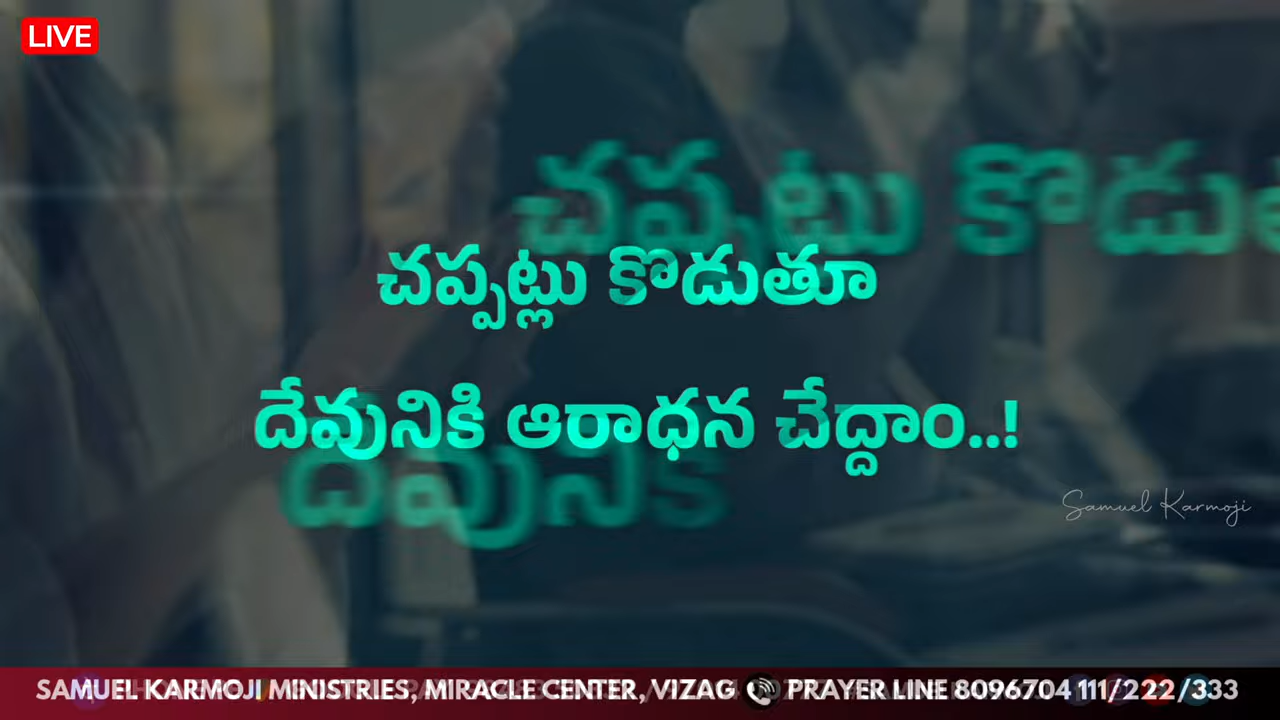 LIVE
చప్పట్లు కొడుతూ
దేవునికి ఆరాధన చేద్దాం..!
Samuel Karmoji
SAMUEL KARMOJI MINISTRIES, MIRACLE CENTER, VIZAG PRAYER LINE 8096704 111/222/333